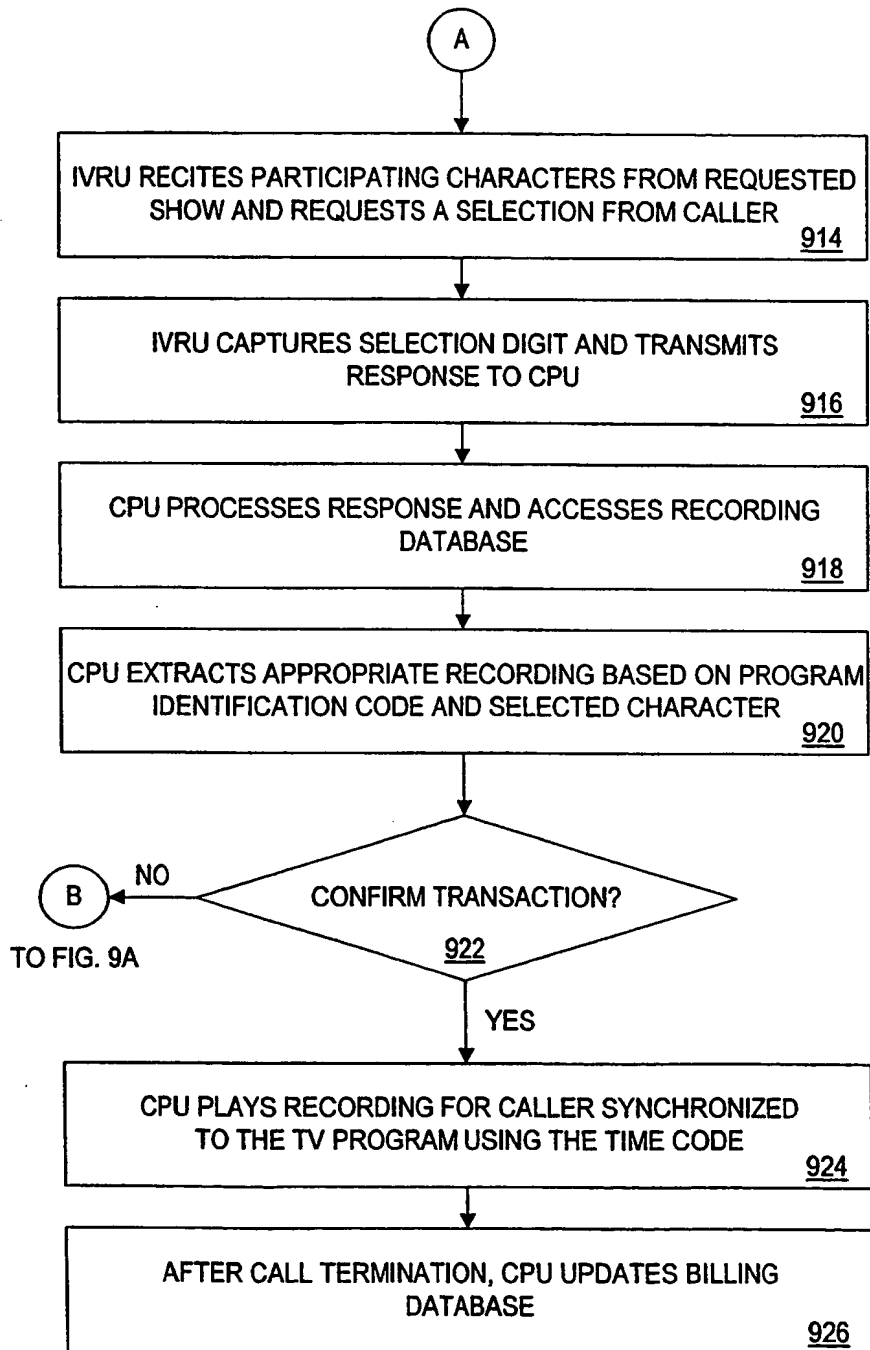 A
IVRU RECITES PARTICIPATING CHARACTERS FROM REQUESTED
SHOW AND REQUESTS A SELECTION FROM CALLER
914
IVRU CAPTURES SELECTION DIGIT AND TRANSMITS
RESPONSE TO CPU
916
CPU PROCESSES RESPONSE AND ACCESSES RECORDING
DATABASE
918
CPU EXTRACTS APPROPRIATE RECORDING BASED ON PROGRAM
IDENTIFICATION CODE AND SELECTED CHARACTER
920
B
NO
CONFIRM TRANSACTION?
922
TO FIG. 9A
YES
CPU PLAYS RECORDING FOR CALLER SYNCHRONIZED
TO THE TV PROGRAM USING THE TIME CODE
924
AFTER CALL TERMINATION, CPU UPDATES BILLING
DATABASE
926